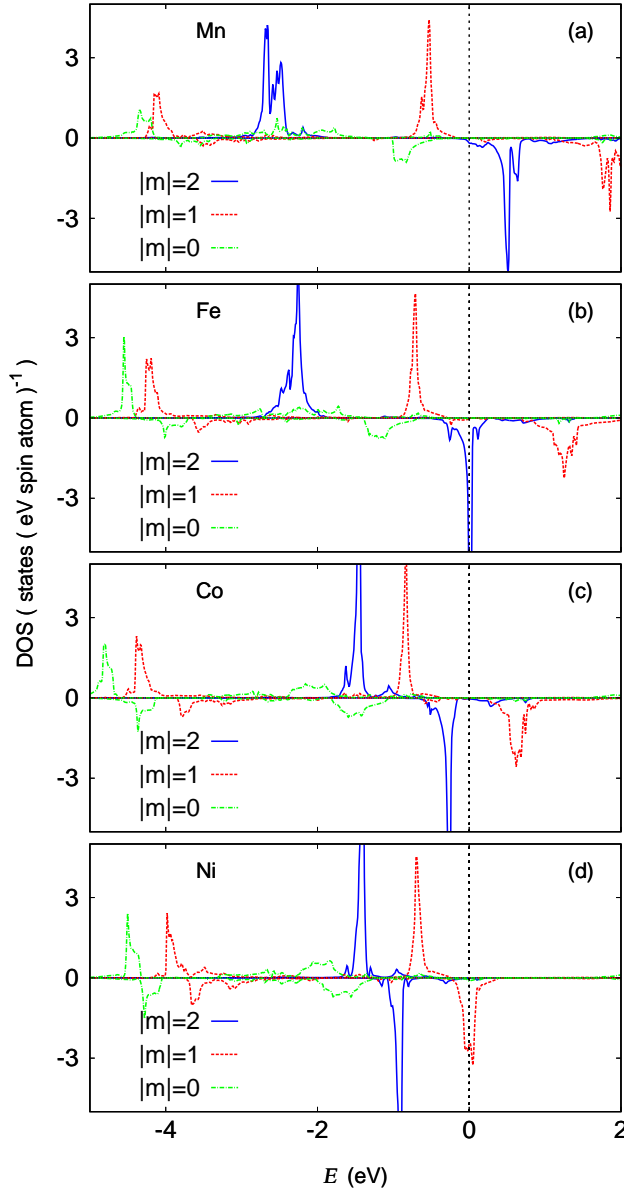 Mn (a)
3
0
-3
|m|=2
|m|=1
|m|=0
Fe (b)
3
0
-3
|m|=2
|m|=1
|m|=0
Co (c)
3
0
-3
|m|=2
|m|=1
|m|=0
Ni (d)
3
0
-3
|m|=2
|m|=1
|m|=0
-4 -2 0 2
E (eV)
DOS ( states ( eV spin atom )⁻¹ )